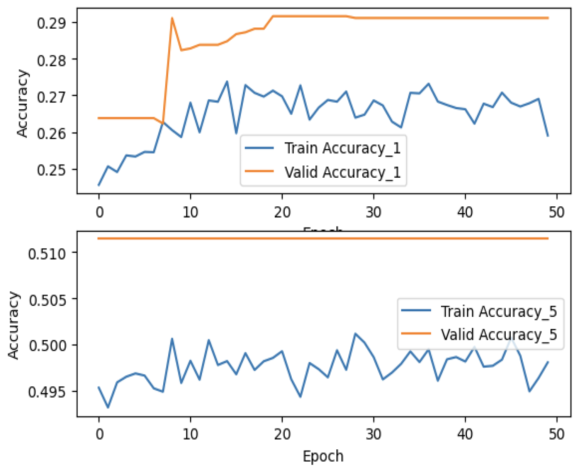 0.29
0.28
0.27
0.26
0.25
Accuracy
Train Accuracy_1
Valid Accuracy_1
0 10 20 30 40 50
Epoch
0.510
0.505
0.500
0.495
Accuracy
Train Accuracy_5
Valid Accuracy_5
0 10 20 30 40 50
Epoch